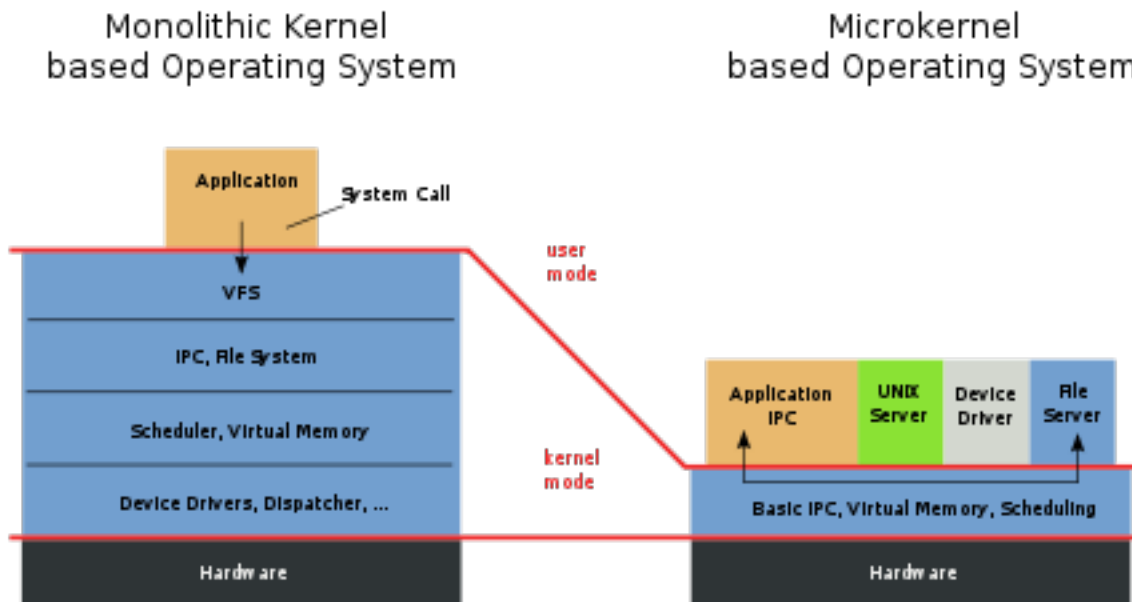 Monolithic Kernel
based Operating System
Microkernel
based Operating System
Application
System Call
user
mode
VFS
IPC, File System
Scheduler, Virtual Memory
Device Drivers, Dispatcher, ...
Hardware
kernel
mode
Application
IPC
UNIX
Server
Device
Driver
File
Server
Basic IPC, Virtual Memory, Scheduling
Hardware